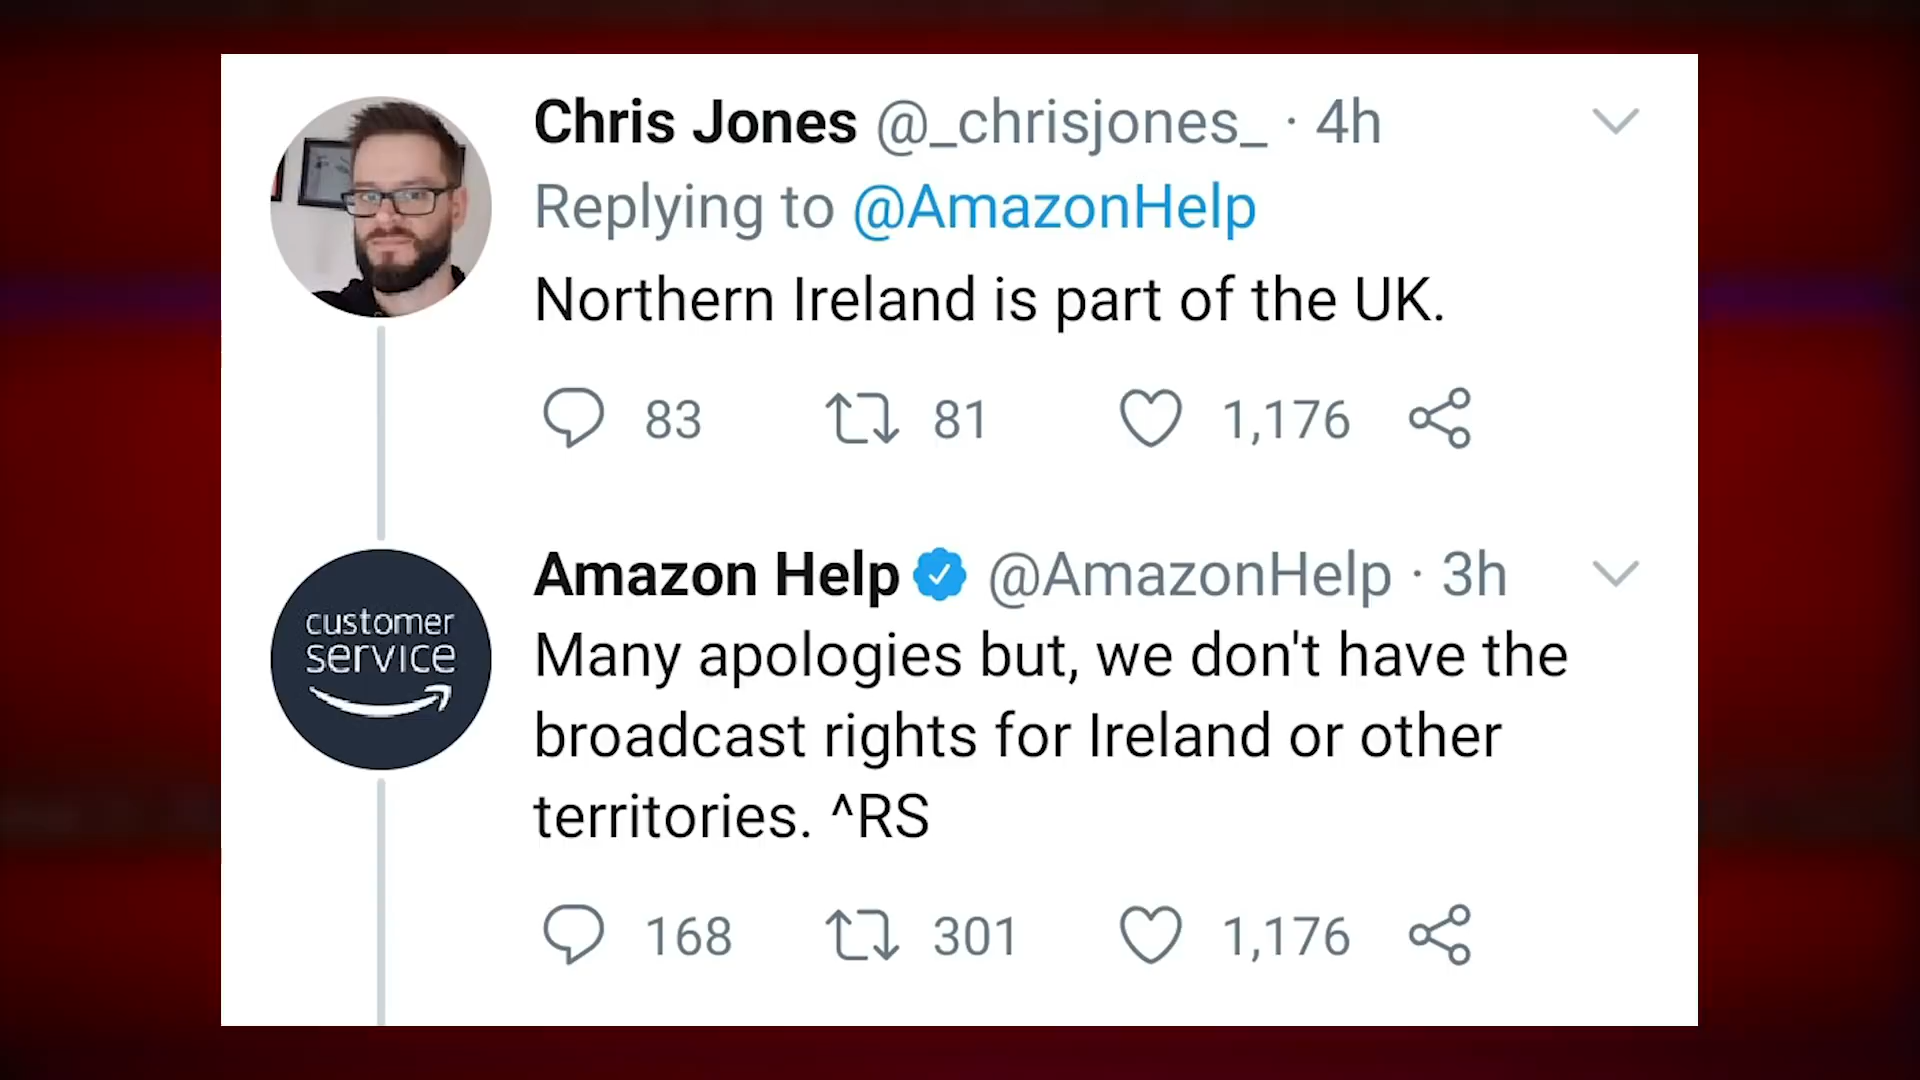 Chris Jones @_chrisjones_ · 4h
Replying to @AmazonHelp
Northern Ireland is part of the UK.
83 81 1,176
customer
service
Amazon Help @AmazonHelp · 3h
Many apologies but, we don't have the
broadcast rights for Ireland or other
territories. ^RS
168 301 1,176